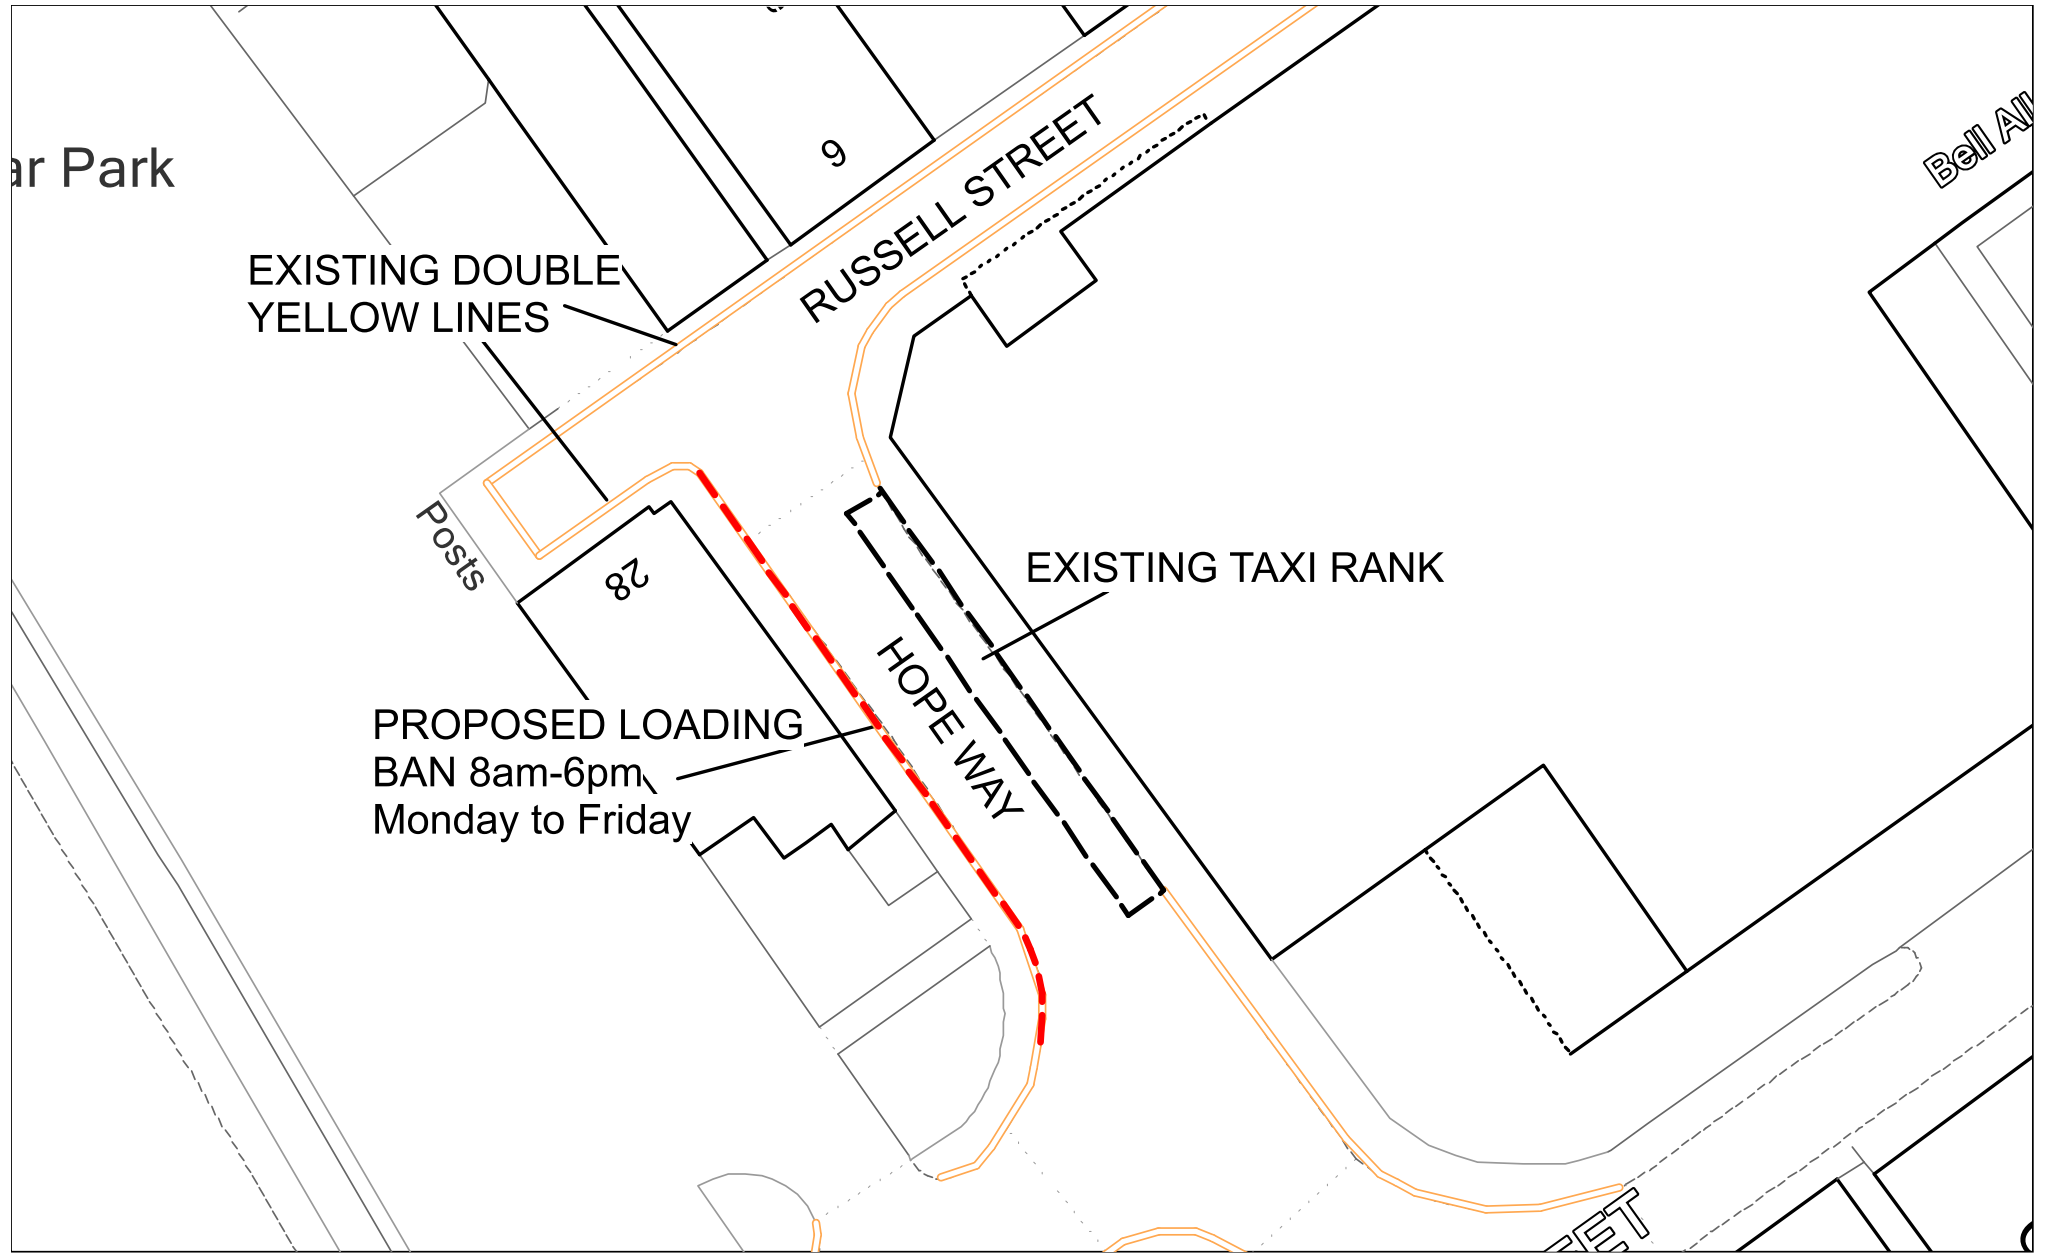 ar Park
Bell All
9
RUSSELL STREET
EXISTING DOUBLE
YELLOW LINES
Posts
28
EXISTING TAXI RANK
HOPE WAY
PROPOSED LOADING
BAN 8am-6pm
Monday to Friday
EET